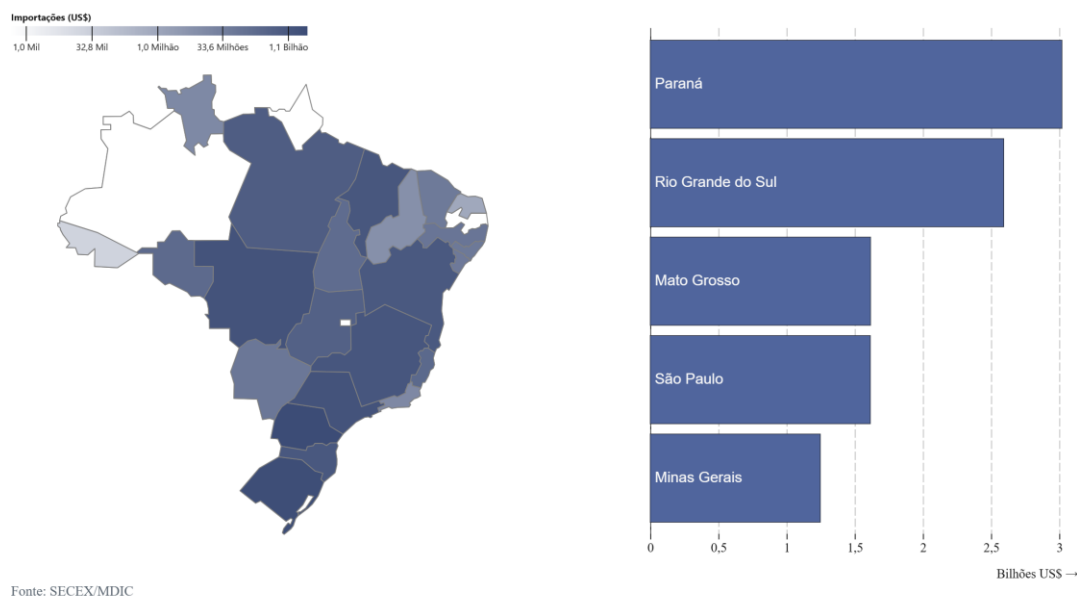 Importações (US$)
1,0 Mil 32,8 Mil 1,0 Milhão 33,6 Milhões 1,1 Bilhão
Paraná
Rio Grande do Sul
Mato Grosso
São Paulo
Minas Gerais
0 0,5 1 1,5 2 2,5 3
Bilhões US$ →
Fonte: SECEX/MDIC